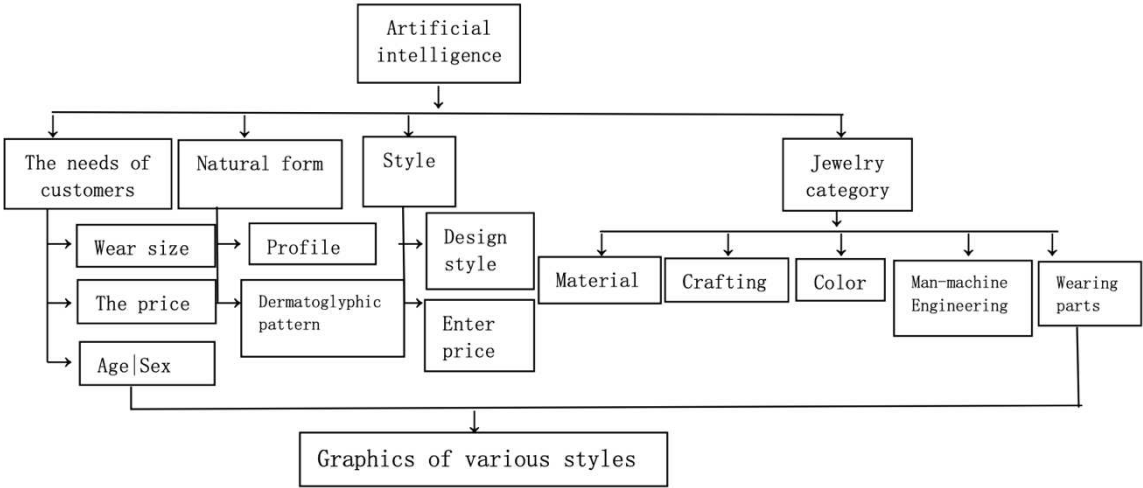 Artificial
intelligence
The needs of
customers
Natural form
Style
Jewelry
category
Wear size
Profile
Design
style
Material
Crafting
Color
Man-machine
Engineering
Wearing
parts
The price
Dermatoglyphic
pattern
Enter
price
Age|Sex
Graphics of various styles